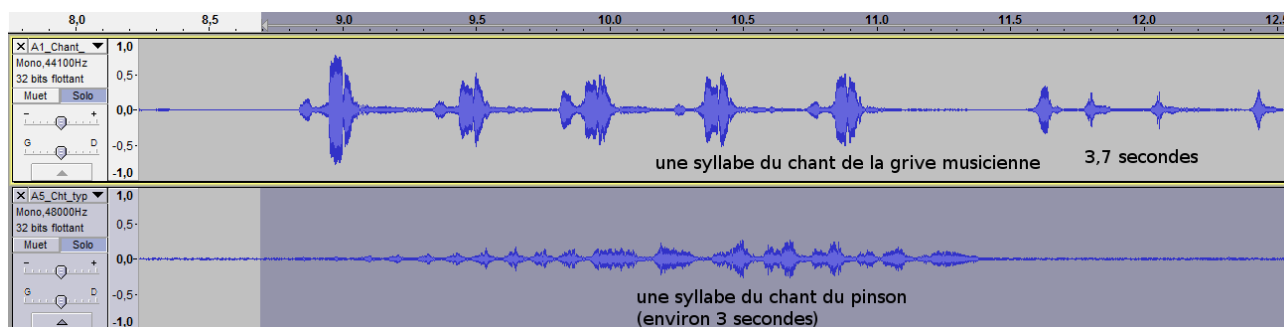 8,0 8,5 9.0 9.5 10.0 10.5 11.0 11.5 12.0 12.5
× A1_Chant_ ▼ 1,0
Mono,44100Hz
32 bits flottant 0,5
Muet Solo
- + 0,0
G D -0,5
-1,0
une syllabe du chant de la grive musicienne 3,7 secondes
× A5_Cht_typ ▼ 1,0
Mono,48000Hz
32 bits flottant 0,5
Muet Solo
- + 0,0
G D -0,5
-1,0
une syllabe du chant du pinson
(environ 3 secondes)